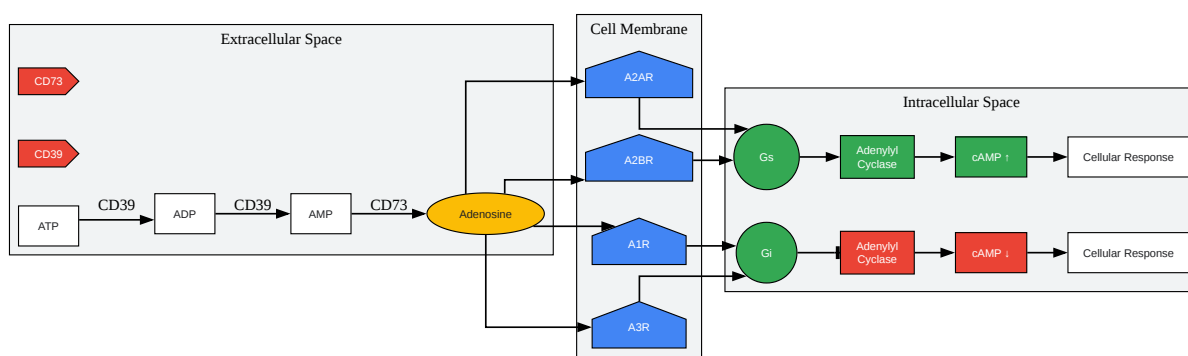 Extracellular Space
CD73
CD39
ATP
CD39
ADP
CD39
AMP
CD73
Adenosine
Cell Membrane
A2AR
A2BR
A1R
A3R
Intracellular Space
Gs
Adenylyl
Cyclase
cAMP ↑
Cellular Response
Gi
Adenylyl
Cyclase
cAMP ↓
Cellular Response